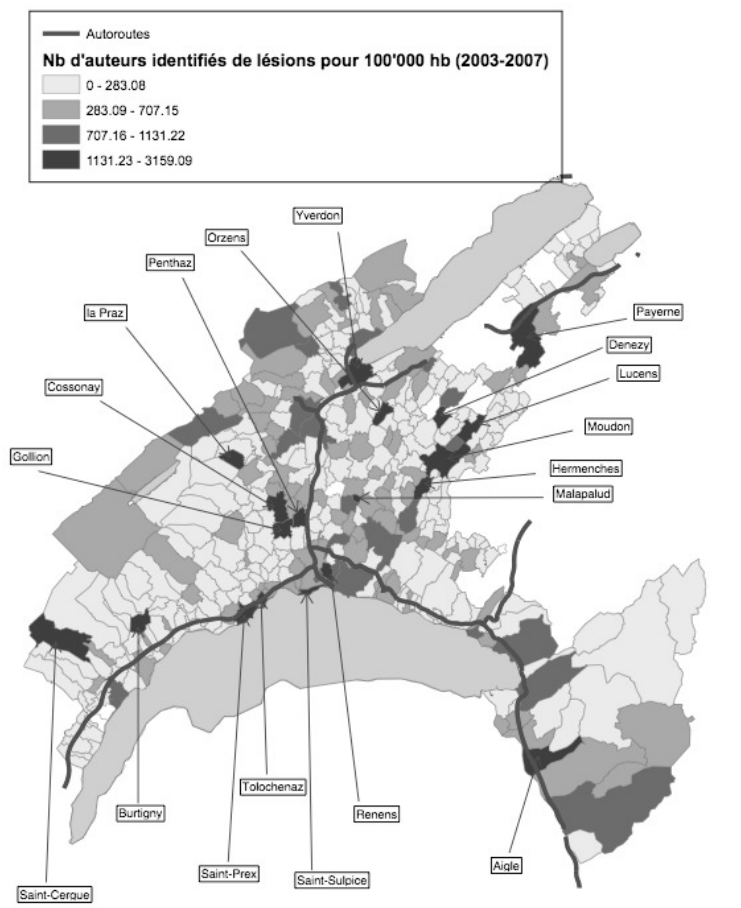 Autoroutes
Nb d'auteurs identifiés de lésions pour 100'000 hb (2003-2007)
0 - 283.08
283.09 - 707.15
707.16 - 1131.22
1131.23 - 3159.09
Yverdon
Orzens
Penthaz
la Praz
Payerne
Denezy
Lucens
Cossonay
Moudon
Gollion
Hermenches
Malapalud
Tolochenaz
Burtigny
Renens
Aigle
Saint-Prex
Saint-Sulpice
Saint-Cergue